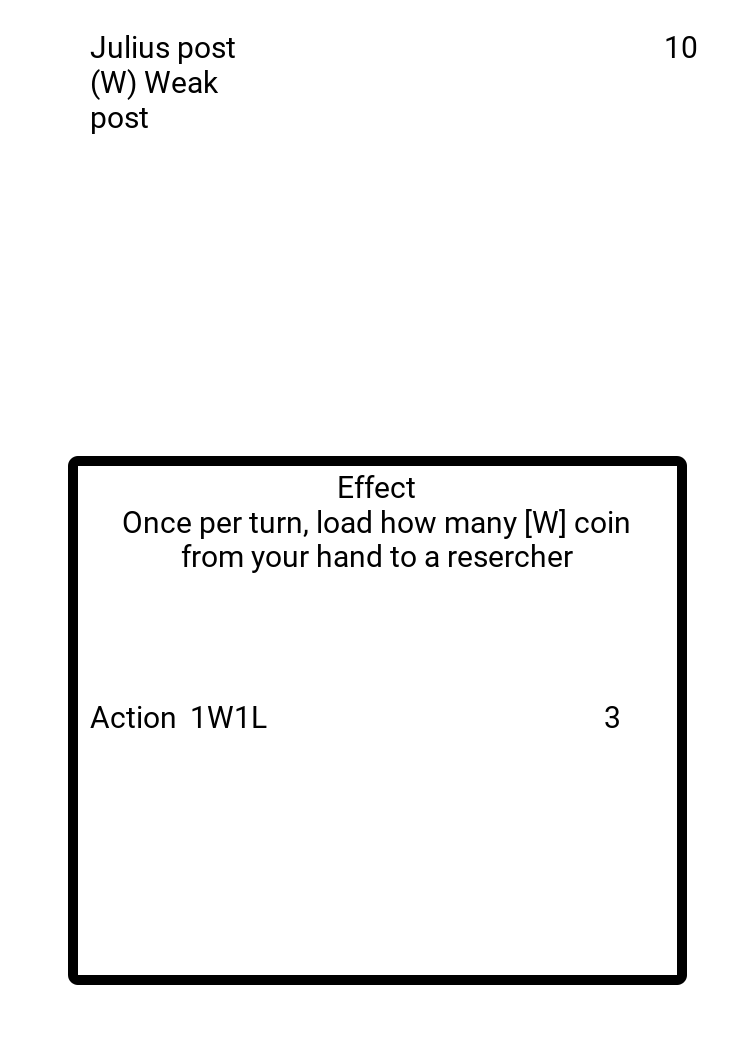 Julius post 10
(W) Weak
post
Effect
Once per turn, load how many [W] coin
from your hand to a resercher
Action 1W1L 3